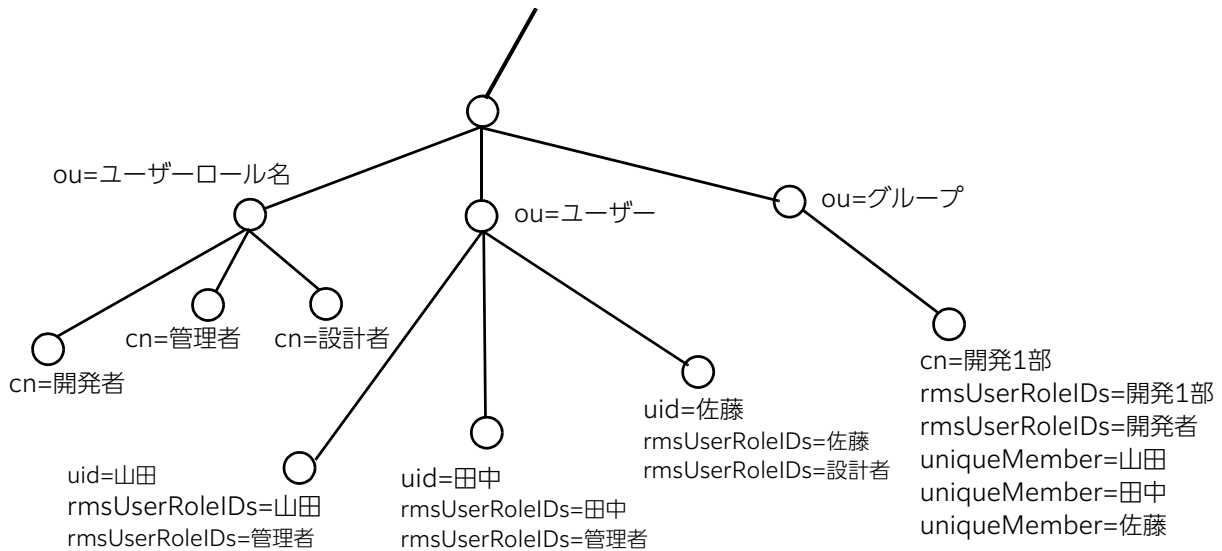 ou=ユーザーロール名
ou=ユーザー
ou=グループ
cn=管理者
cn=設計者
cn=開発者
uid=山田
rmsUserRoleIDs=山田
rmsUserRoleIDs=管理者
uid=田中
rmsUserRoleIDs=田中
rmsUserRoleIDs=管理者
uid=佐藤
rmsUserRoleIDs=佐藤
rmsUserRoleIDs=設計者
cn=開発1部
rmsUserRoleIDs=開発1部
rmsUserRoleIDs=開発者
uniqueMember=山田
uniqueMember=田中
uniqueMember=佐藤